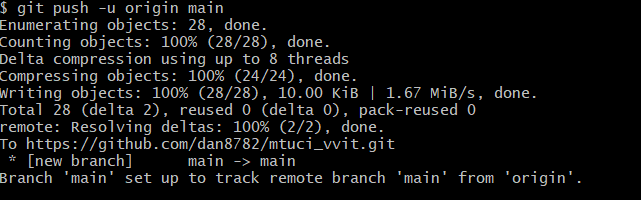 $ git push -u origin main
Enumerating objects: 28, done.
Counting objects: 100% (28/28), done.
Delta compression using up to 8 threads
Compressing objects: 100% (24/24), done.
Writing objects: 100% (28/28), 10.00 KiB | 1.67 MiB/s, done.
Total 28 (delta 2), reused 0 (delta 0), pack-reused 0
remote: Resolving deltas: 100% (2/2), done.
To https://github.com/dan8782/mtuci_vvit.git
 * [new branch]      main -> main
Branch 'main' set up to track remote branch 'main' from 'origin'.